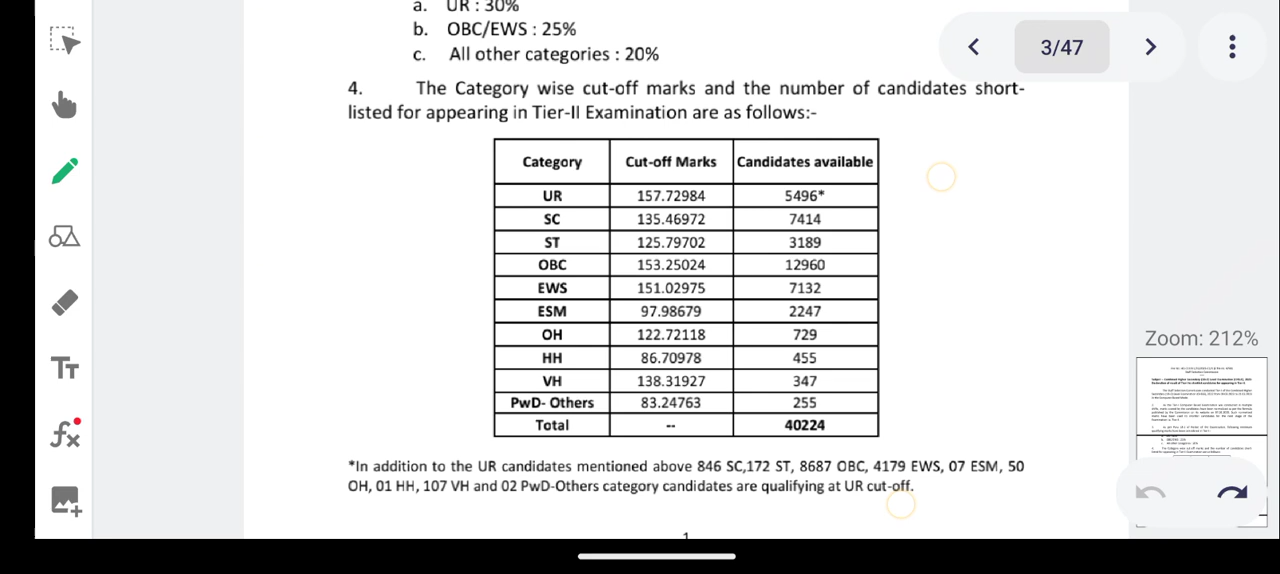 a. UR : 30%
b. OBC/EWS : 25%
c. All other categories : 20%
3/47
4. The Category wise cut-off marks and the number of candidates short-
listed for appearing in Tier-II Examination are as follows:-
Category Cut-off Marks Candidates available
UR 157.72984 5496*
SC 135.46972 7414
ST 125.79702 3189
OBC 153.25024 12960
EWS 151.02975 7132
ESM 97.98679 2247
OH 122.72118 729
HH 86.70978 455
VH 138.31927 347
PwD- Others 83.24763 255
Total -- 40224
*In addition to the UR candidates mentioned above 846 SC,172 ST, 8687 OBC, 4179 EWS, 07 ESM, 50
OH, 01 HH, 107 VH and 02 PwD-Others category candidates are qualifying at UR cut-off.
1
Zoom: 212%
TT
fx